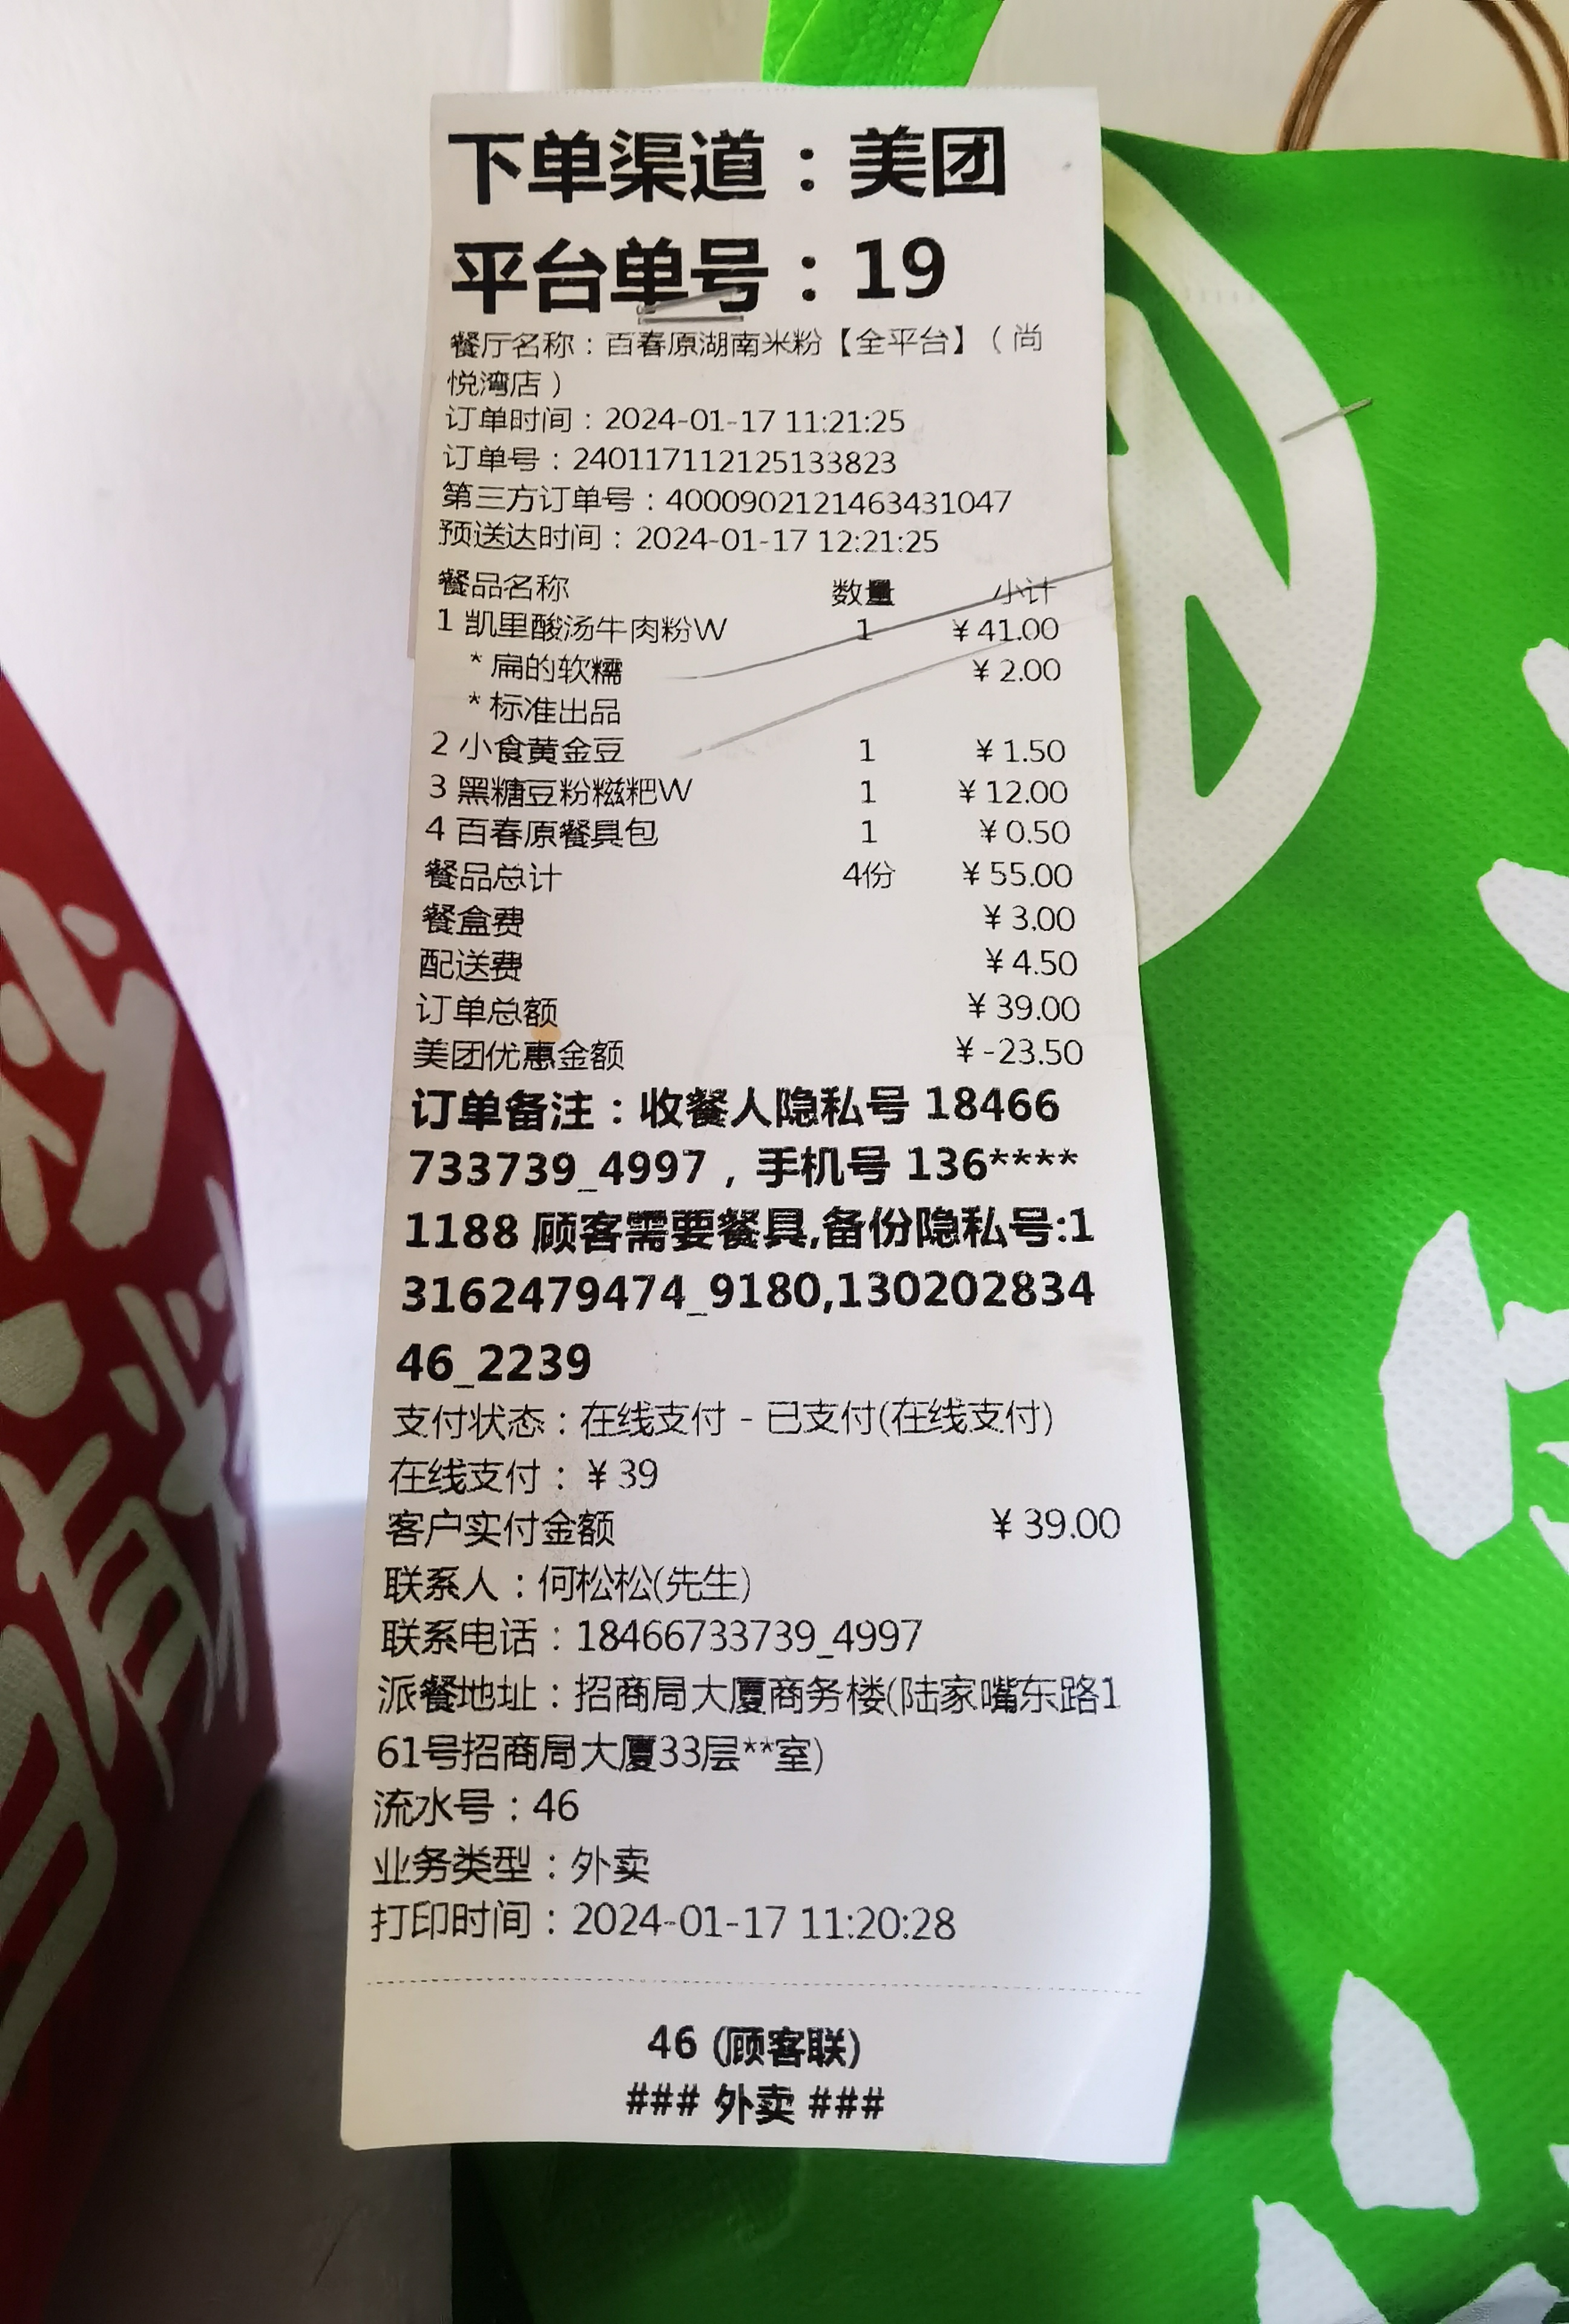 下单渠道：美团
平台单号：19
餐厅名称：百春原湖南米粉【全平台】（尚
悦湾店）
订单时间：2024-01-17 11:21:25
订单号：240117112125133823
第三方订单号：4000902121463431047
预送达时间：2024-01-17 12:21:25
餐品名称 数量 小计
1 凯里酸汤牛肉粉W 1 ¥41.00
* 扁的软糯 ¥2.00
* 标准出品
2 小食黄金豆 1 ¥1.50
3 黑糖豆粉糍粑W 1 ¥12.00
4 百春原餐具包 1 ¥0.50
餐品总计 4份 ¥55.00
餐盒费 ¥3.00
配送费 ¥4.50
订单总额 ¥39.00
美团优惠金额 ¥-23.50
订单备注：收餐人隐私号 18466
733739_4997，手机号 136****
1188 顾客需要餐具,备份隐私号:1
3162479474_9180,130202834
46_2239
支付状态：在线支付 - 已支付(在线支付)
在线支付：¥39
客户实付金额 ¥39.00
联系人：何松松(先生)
联系电话：18466733739_4997
派餐地址：招商局大厦商务楼(陆家嘴东路1
61号招商局大厦33层**室)
流水号：46
业务类型：外卖
打印时间：2024-01-17 11:20:28
46 (顾客联)
### 外卖 ###